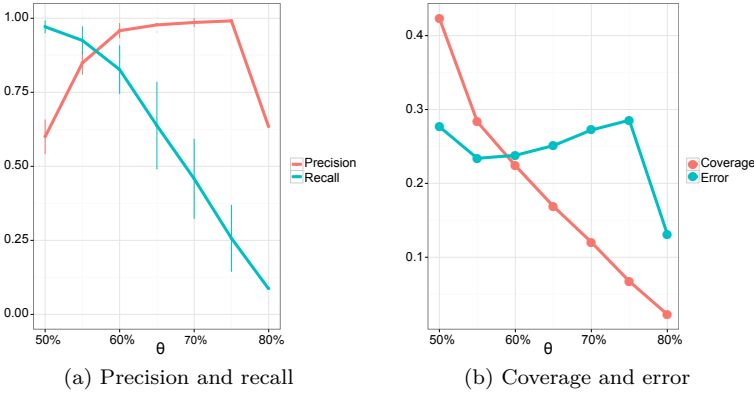 1.00
0.75
0.50
0.25
0.00
50%
60%
70%
80%
θ
Precision
Recall
(a) Precision and recall
0.4
0.3
0.2
0.1
50%
60%
70%
80%
θ
Coverage
Error
(b) Coverage and error